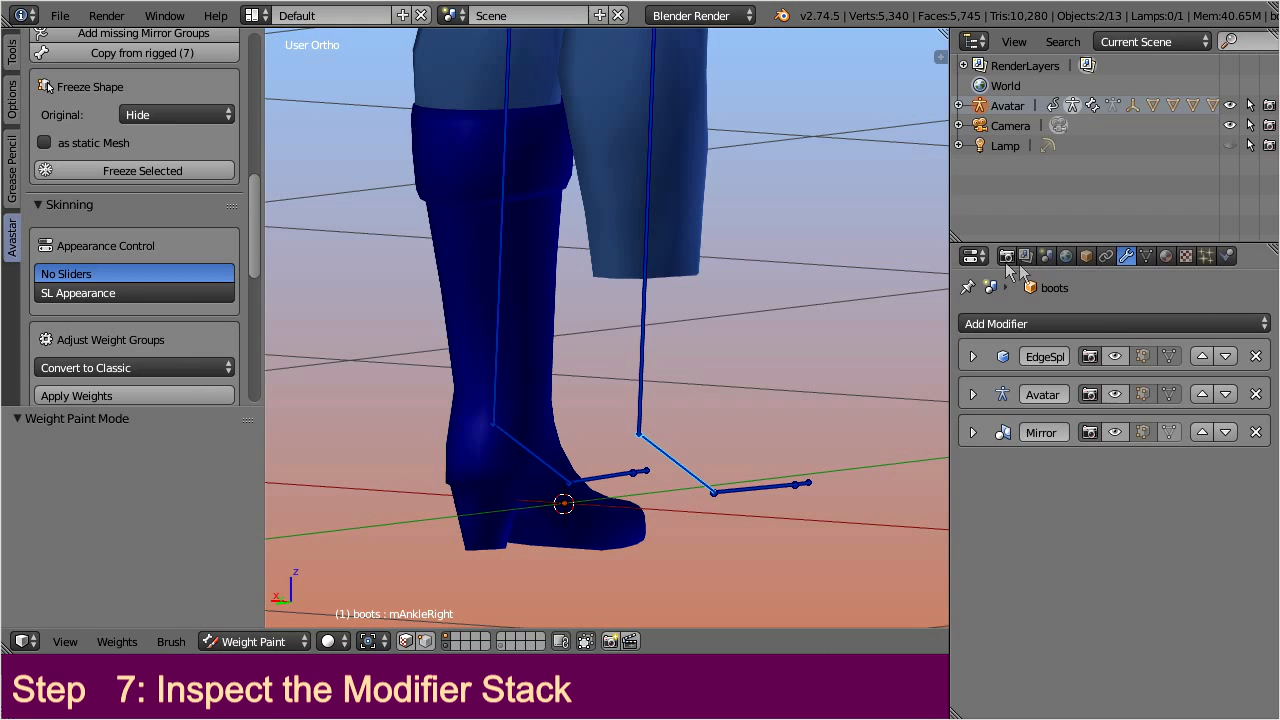 File Render Window Help Default Scene Blender Render v2.74.5 | Verts:5,340 | Faces:5,745 | Tris:10,280 | Objects:2/13 | Lamps:0/1 | Mem:40.65M |
Add missing Mirror Groups
Copy from rigged (7)
Freeze Shape
Original: Hide
as static Mesh
Freeze Selected
Skinning
Appearance Control
No Sliders
SL Appearance
Adjust Weight Groups
Convert to Classic
Apply Weights
Weight Paint Mode
Tools
Options
Grease Pencil
Avastar
User Ortho
z
x
(1) boots : mAnkleRight
View Weights Brush Weight Paint
View Search Current Scene
RenderLayers |
World
Avatar |
Camera |
Lamp |
boots
Add Modifier
EdgeSpl
Avatar
Mirror
Step 7: Inspect the Modifier Stack